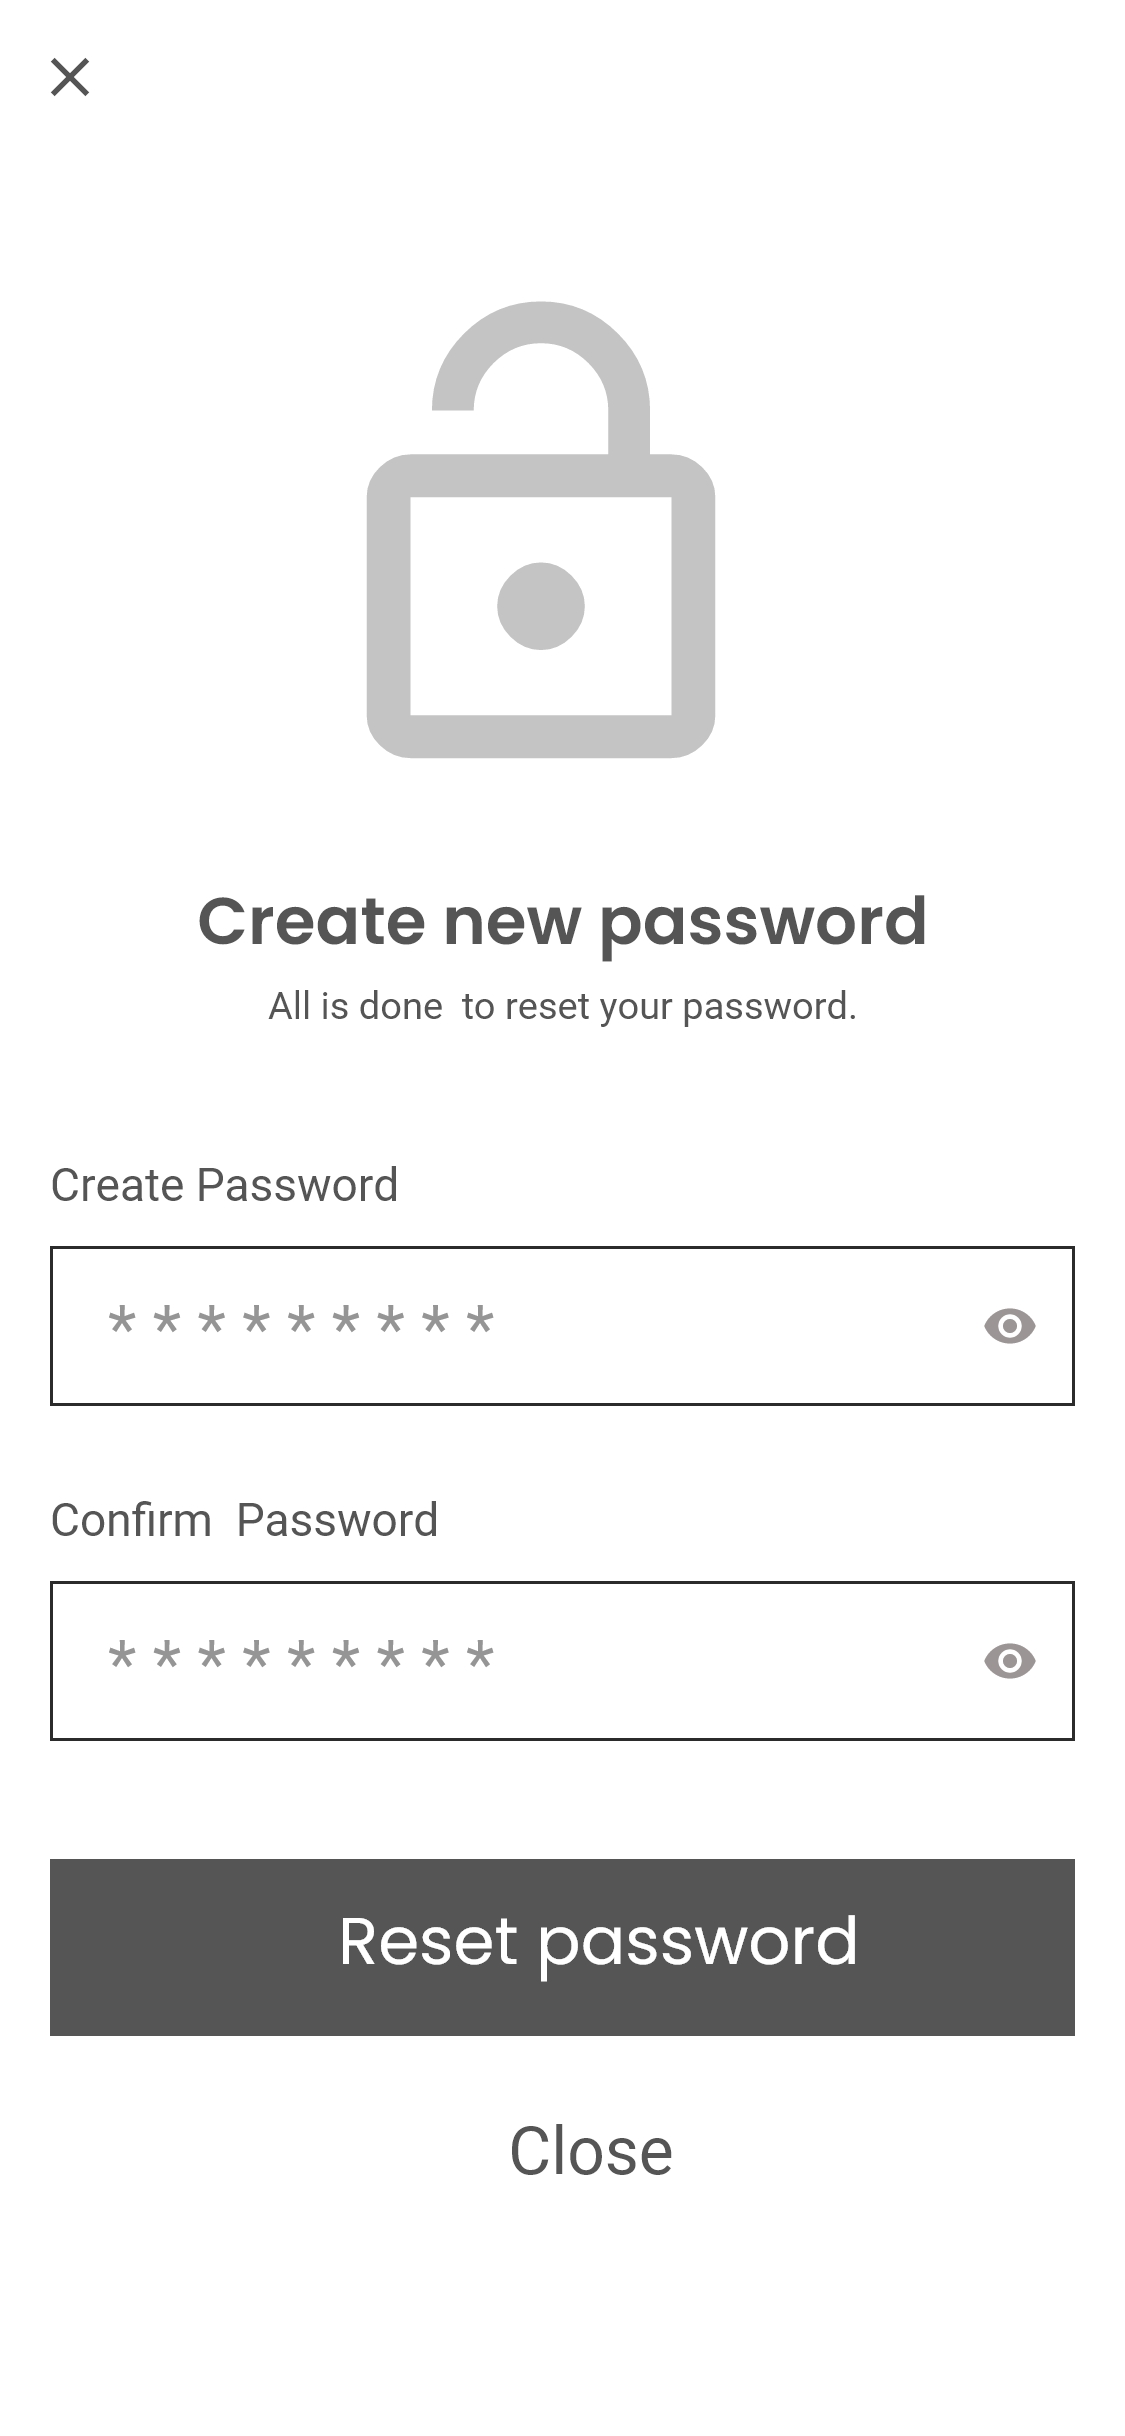 Create new password
All is done  to reset your password.
Create Password
* * * * * * * * *
Confirm  Password
* * * * * * * * *
Reset password
Close